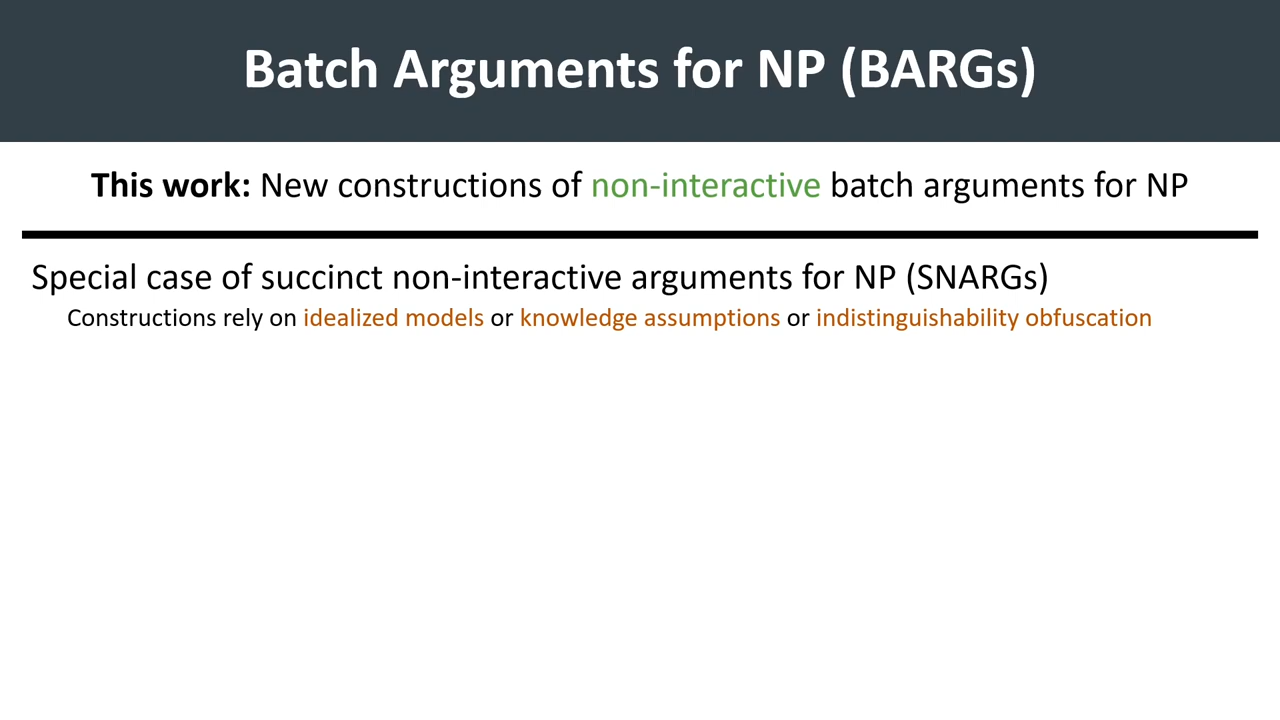 Batch Arguments for NP (BARGs)
This work: New constructions of non-interactive batch arguments for NP
Special case of succinct non-interactive arguments for NP (SNARGs)
Constructions rely on idealized models or knowledge assumptions or indistinguishability obfuscation